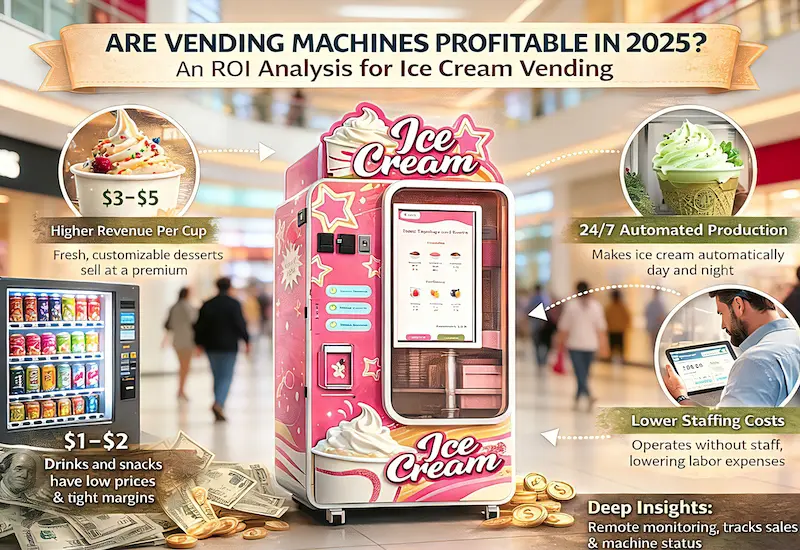 ARE VENDING MACHINES PROFITABLE IN 2025?
An ROI Analysis for Ice Cream Vending
$3–$5
Higher Revenue Per Cup
Fresh, customizable desserts
sell at a premium
Ice
Cream
24/7 Automated Production
Makes ice cream automatically
day and night
$1–$2
Drinks and snacks
have low prices
& tight margins
Ice
Cream
Lower Staffing Costs
Operates without staff,
lowering labor expenses
Deep Insights:
Remote monitoring, tracks sales
& machine status